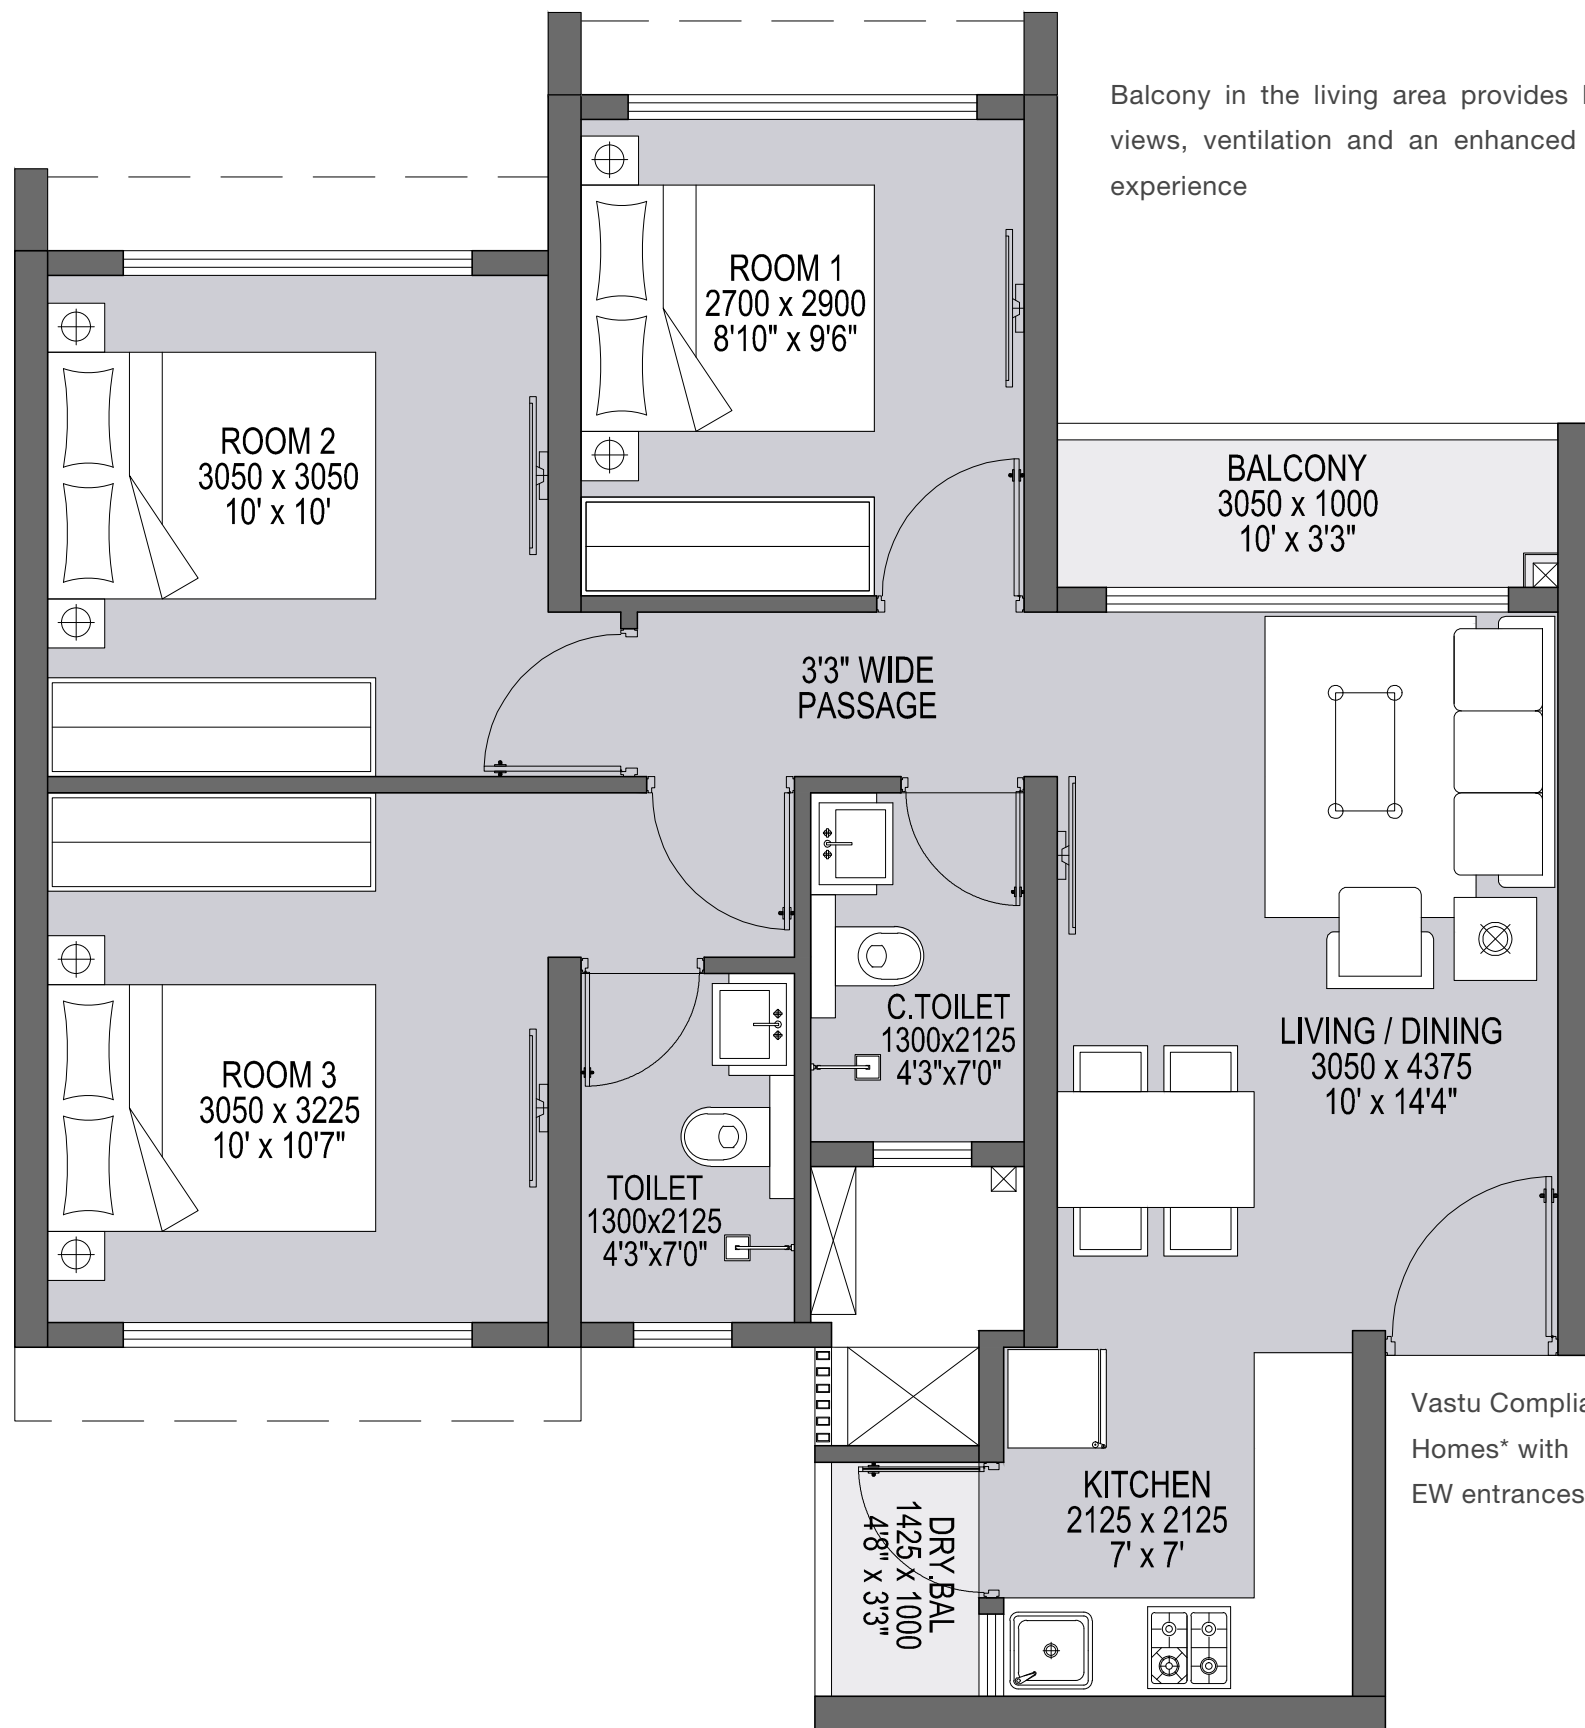 Balcony in the living area provides
views, ventilation and an enhanced
experience
ROOM 1
2700 x 2900
8'10" x 9'6"
ROOM 2
3050 x 3050
10' x 10'
BALCONY
3050 x 1000
10' x 3'3"
3'3" WIDE
PASSAGE
C.TOILET
1300x2125
4'3"x7'0"
LIVING / DINING
3050 x 4375
10' x 14'4"
ROOM 3
3050 x 3225
10' x 10'7"
TOILET
1300x2125
4'3"x7'0"
Vastu
Homes* with
EW entrances
KITCHEN
2125 x 2125
7' x 7'
DRY.BAL
1425 x 1000
4'8" x 3'3"